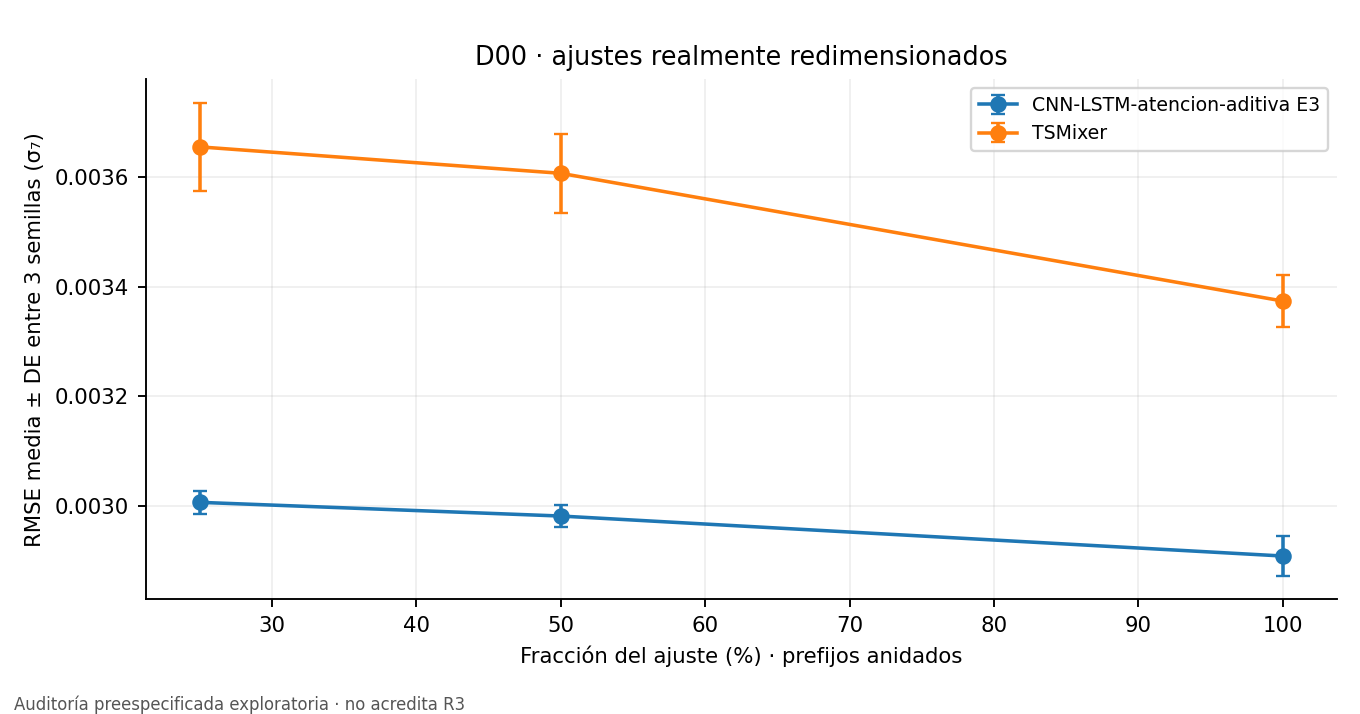 D00 · ajustes realmente redimensionados
CNN-LSTM-atencion-aditiva E3
TSMixer
RMSE media ± DE entre 3 semillas (σ₇)
0.0036
0.0034
0.0032
0.0030
30 40 50 60 70 80 90 100
Fracción del ajuste (%) · prefijos anidados
Auditoría preespecificada exploratoria · no acredita R3